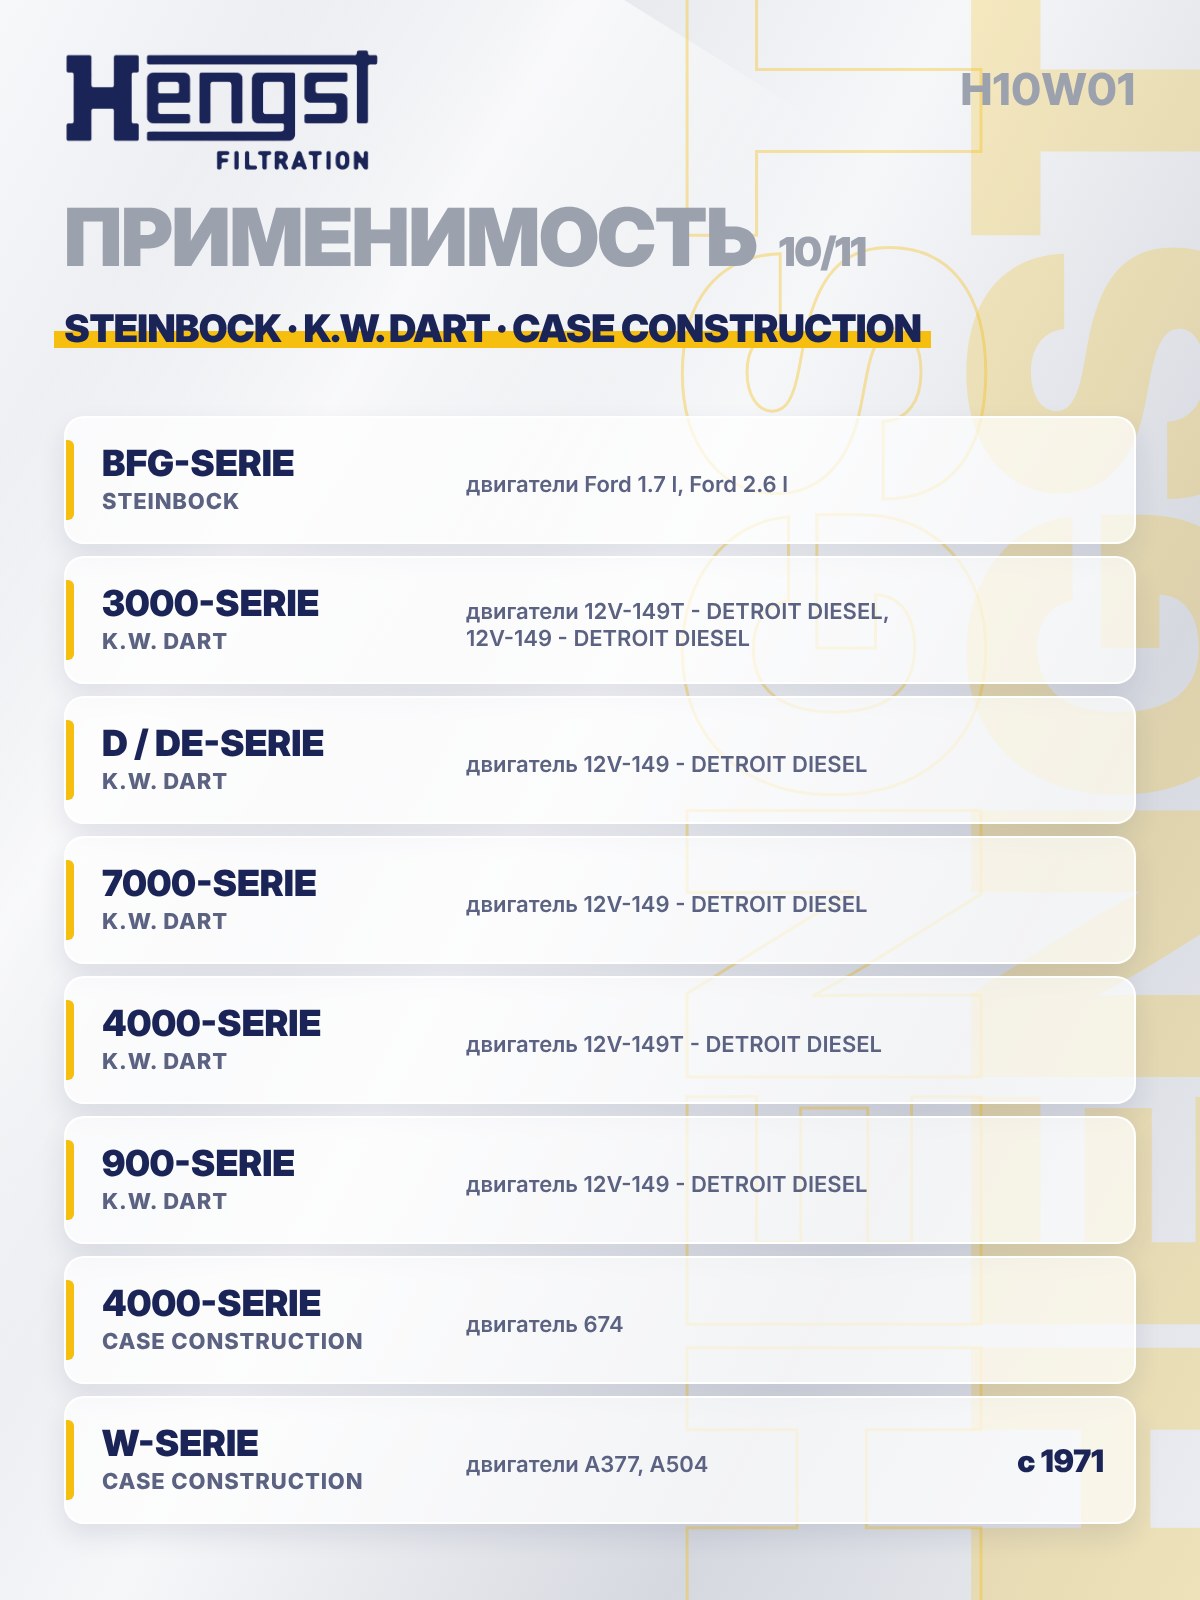 Hengst
FILTRATION
H10W01
ПРИМЕНИМОСТЬ 10/11
STEINBOCK · K.W. DART · CASE CONSTRUCTION
BFG-SERIE
STEINBOCK
двигатели Ford 1.7 l, Ford 2.6 l
3000-SERIE
K.W. DART
двигатели 12V-149T - DETROIT DIESEL,
12V-149 - DETROIT DIESEL
D / DE-SERIE
K.W. DART
двигатель 12V-149 - DETROIT DIESEL
7000-SERIE
K.W. DART
двигатель 12V-149 - DETROIT DIESEL
4000-SERIE
K.W. DART
двигатель 12V-149T - DETROIT DIESEL
900-SERIE
K.W. DART
двигатель 12V-149 - DETROIT DIESEL
4000-SERIE
CASE CONSTRUCTION
двигатель 674
W-SERIE
CASE CONSTRUCTION
двигатели A377, A504
с 1971
HENGST
HENGST